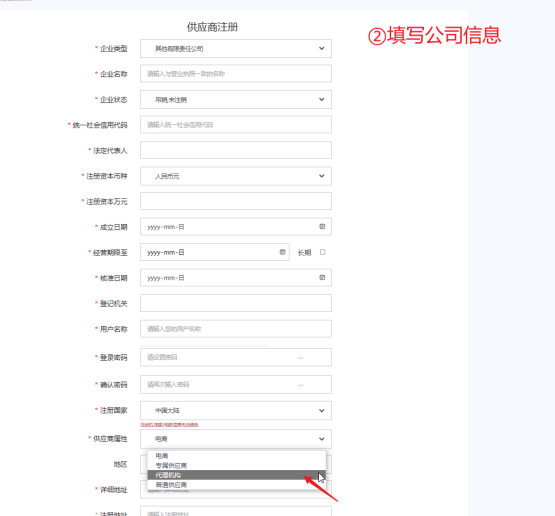 供应商注册
②填写公司信息
* 企业类型 其他有限责任公司
* 企业名称 请输入与营业执照一致的名称
* 企业状态 吊销,未注销
* 统一社会信用代码 请输入统一社会信用代码
* 法定代表人
* 注册资本币种 人民币元
* 注册资本万元
* 成立日期 yyyy-mm-日
* 经营期限至 yyyy-mm-日 长期
* 核准日期 yyyy-mm-日
* 登记机关
* 用户名称 请输入您的用户名称
* 登录密码 请设置密码
* 确认密码 请再次输入密码
* 注册国家 中国大陆
* 供应商属性 电商
电商
专属供应商
地区 代理机构
普通供应商
* 详细地址
* 注册地址 请输入注册地址